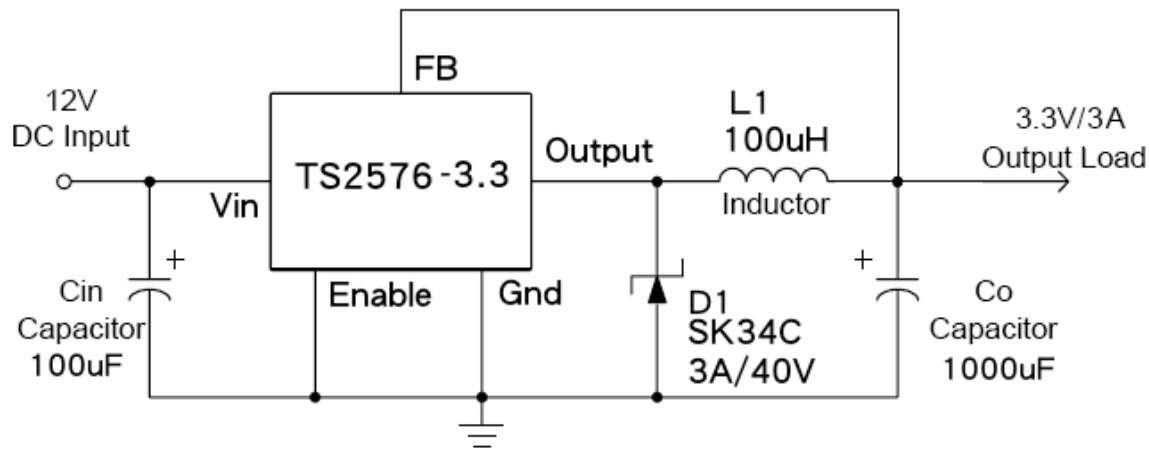 FB
12V
DC Input
TS2576-3.3
Vin
Output
L1
100uH
Inductor
3.3V/3A
Output Load
Enable
Gnd
Cin
Capacitor
100uF
+
D1
SK34C
3A/40V
+
Co
Capacitor
1000uF